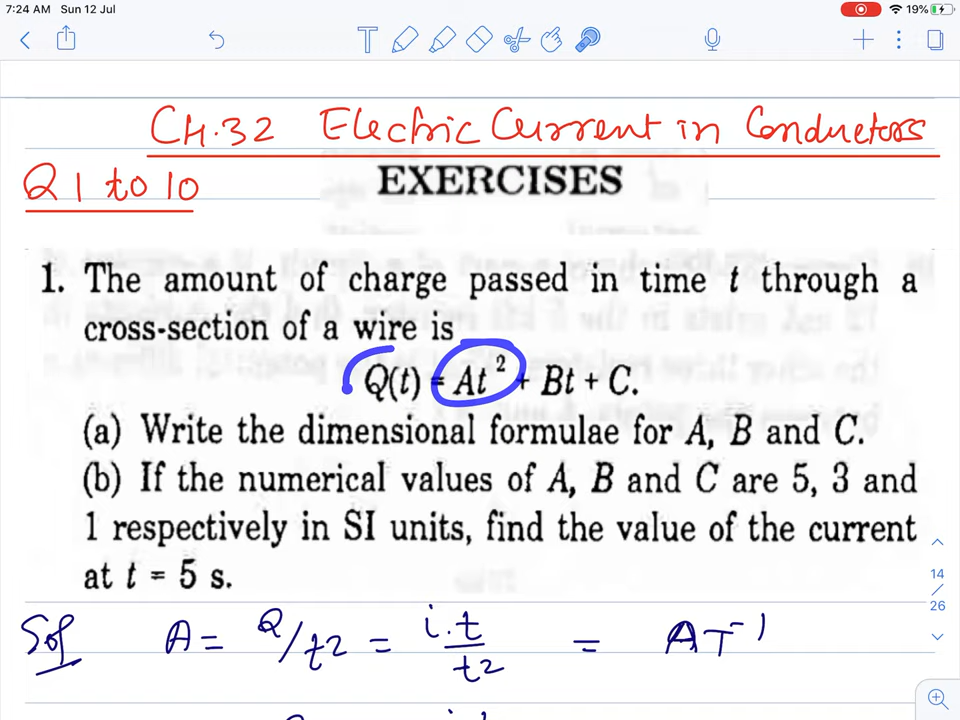 7:24 AM Sun 12 Jul
19%
CH.32 Electric Current in Conductors
Q 1 to 10
EXERCISES
1. The amount of charge passed in time t through a
cross-section of a wire is
Q(t) = At² + Bt + C.
(a) Write the dimensional formulae for A, B and C.
(b) If the numerical values of A, B and C are 5, 3 and
1 respectively in SI units, find the value of the current
at t = 5 s.
14
/
26
Sol A = Q/t2 = i.t/t2 = AT⁻¹